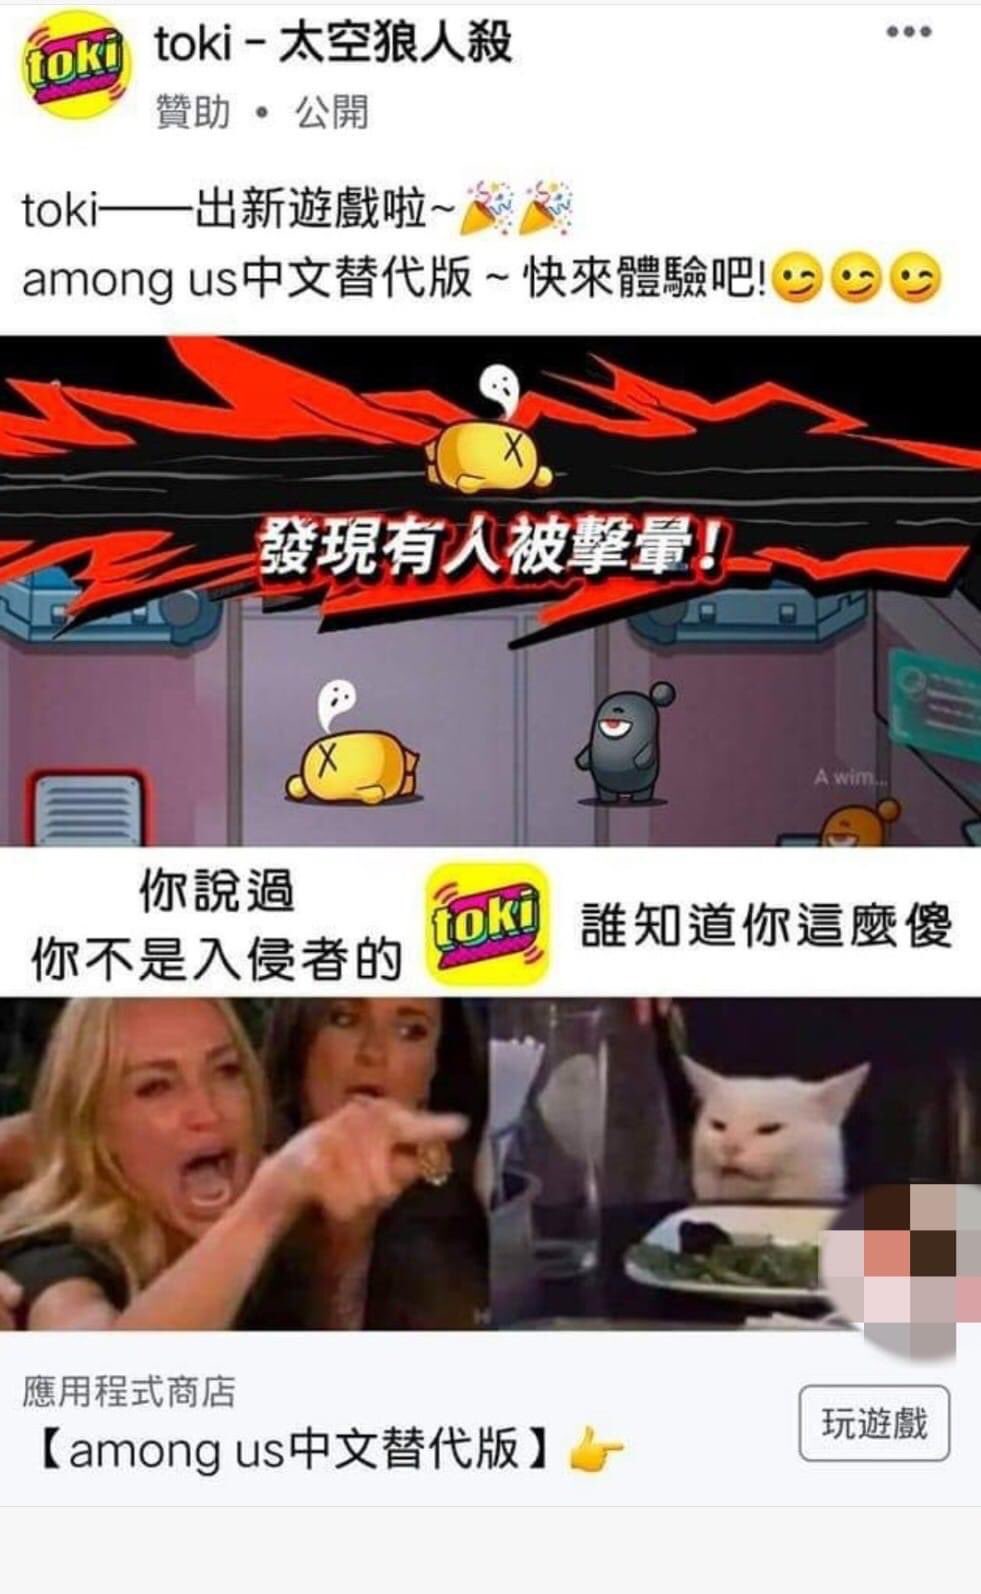 toki
toki - 太空狼人殺
贊助 • 公開
toki——出新遊戲啦~🎉🎉
among us中文替代版 ~ 快來體驗吧!😉😉😉
發現有人被擊暈!
A wim...
你說過
你不是入侵者的
toki
誰知道你這麼傻
應用程式商店
【among us中文替代版】👉
玩遊戲